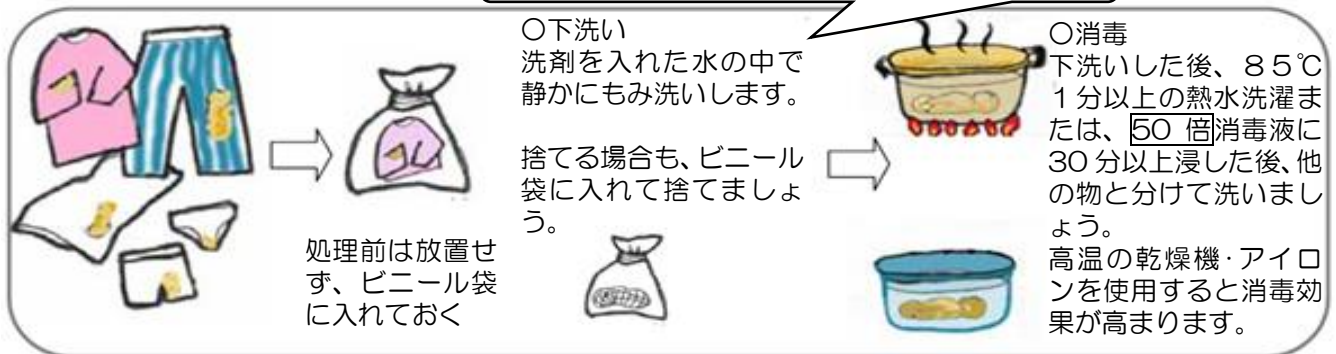 処理前は放置せ
ず、ビニール袋
に入れておく
〇下洗い
洗剤を入れた水の中で
静かにもみ洗いします。
捨てる場合も、ビニール
袋に入れて捨てましょ
う。
〇消毒
下洗いした後、８５℃
１分以上の熱水洗濯ま
たは、50 倍消毒液に
30 分以上浸した後、他
の物と分けて洗いまし
ょう。
高温の乾燥機・アイロ
ンを使用すると消毒効
果が高まります。